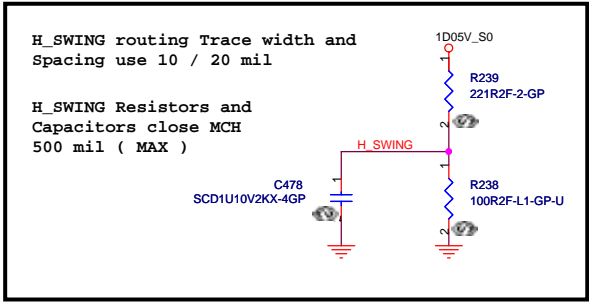 H_SWING routing Trace width and
Spacing use 10 / 20 mil
H_SWING Resistors and
Capacitors close MCH
500 mil ( MAX )
1D05V_S0
1
R239
221R2F-2-GP
2
H_SWING
1
C478
SCD1U10V2KX-4GP
1
R238
100R2F-L1-GP-U
2